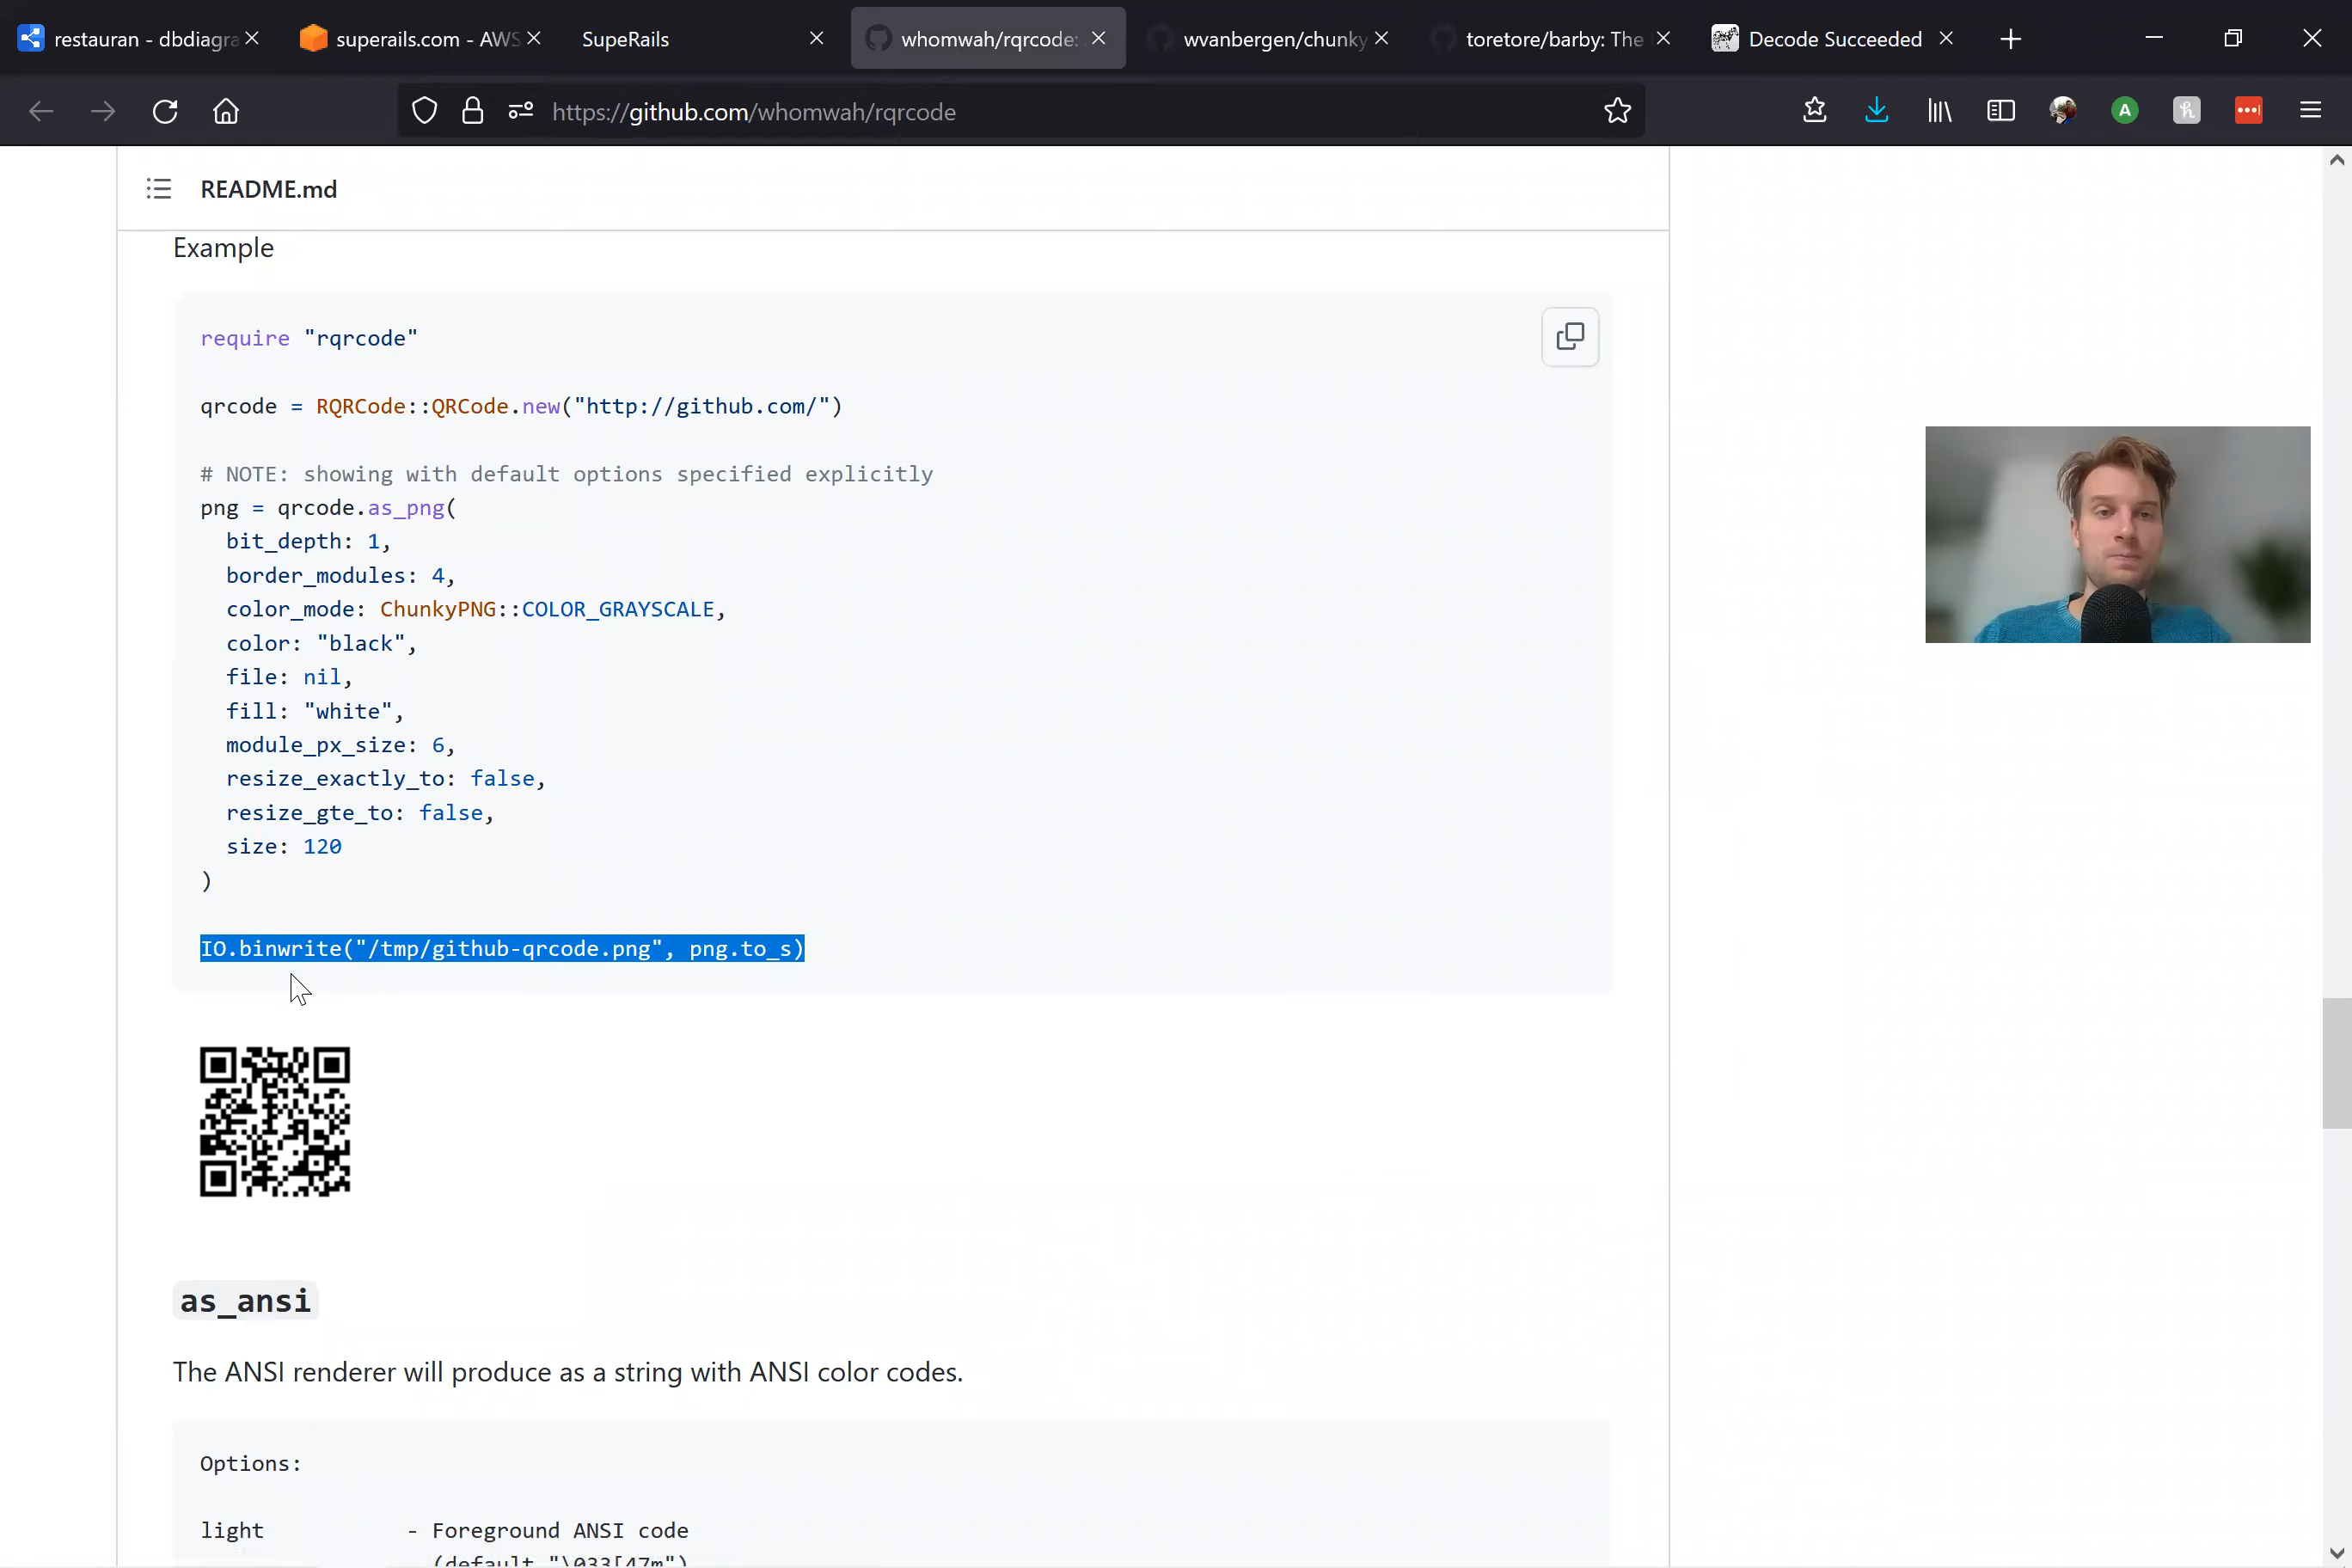 restauran - dbdiagra
superails.com - AWS
SupeRails
whomwah/rqrcode:
wvanbergen/chunky
toretore/barby: The
Decode Succeeded
https://github.com/whomwah/rqrcode
A
README.md
Example
require "rqrcode"
qrcode = RQRCode::QRCode.new("http://github.com/")
# NOTE: showing with default options specified explicitly
png = qrcode.as_png(
bit_depth: 1,
border_modules: 4,
color_mode: ChunkyPNG::COLOR_GRAYSCALE,
color: "black",
file: nil,
fill: "white",
module_px_size: 6,
resize_exactly_to: false,
resize_gte_to: false,
size: 120
)
IO.binwrite("/tmp/github-qrcode.png", png.to_s)
as_ansi
The ANSI renderer will produce as a string with ANSI color codes.
Options:
light - Foreground ANSI code
(default "\033[47m")